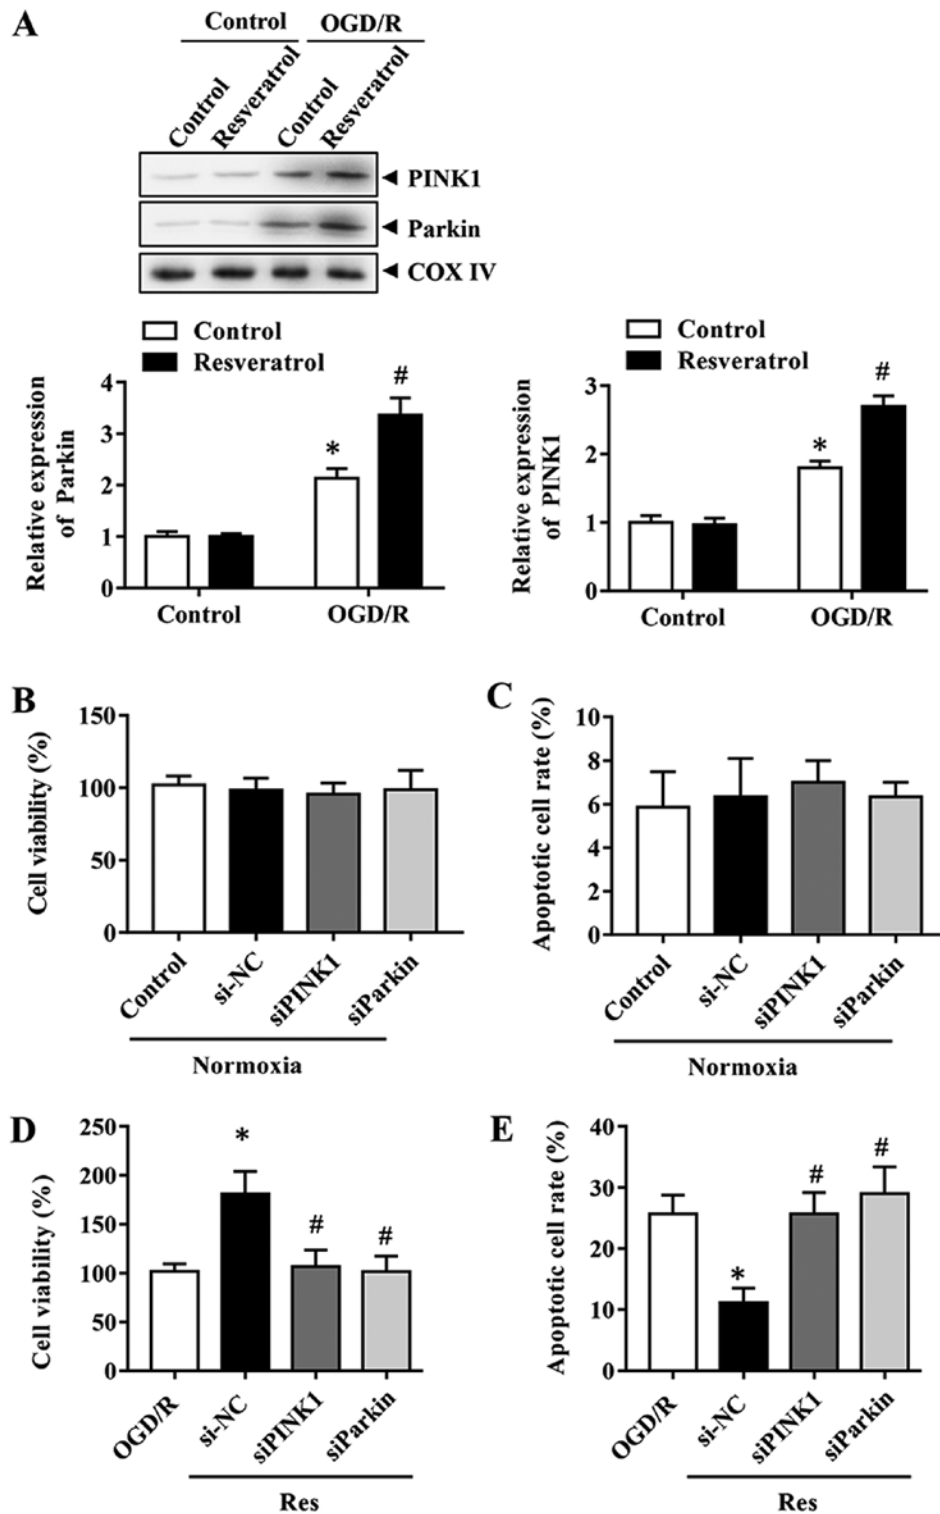 A
Control OGD/R
Control Resveratrol Control Resveratrol
PINK1
Parkin
COX IV
Control
Resveratrol
Relative expression
of Parkin
4
3
2
1
0
*
#
Control OGD/R
Control
Resveratrol
Relative expression
of PINK1
3
2
1
0
*
#
Control OGD/R
B
Cell viability (%)
150
100
50
0
Control si-NC siPINK1 siParkin
Normoxia
C
Apoptotic cell rate (%)
10
8
6
4
2
0
Control si-NC siPINK1 siParkin
Normoxia
D
Cell viability (%)
250
200
150
100
50
0
*
#
#
OGD/R si-NC siPINK1 siParkin
Res
E
Apoptotic cell rate (%)
40
30
20
10
0
*
#
#
OGD/R si-NC siPINK1 siParkin
Res